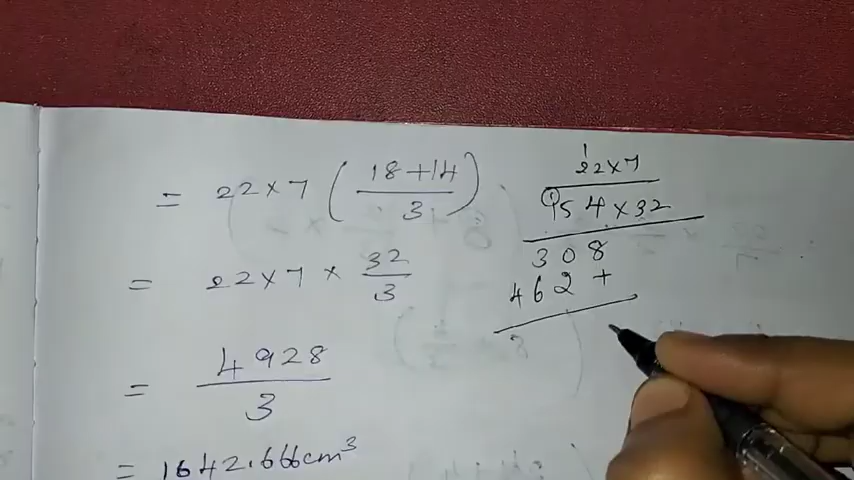 = 22×7 (18+14/3)
= 22×7 × 32/3
= 4928/3
= 1642.666cm³
1
22×7
154×32
308
462+